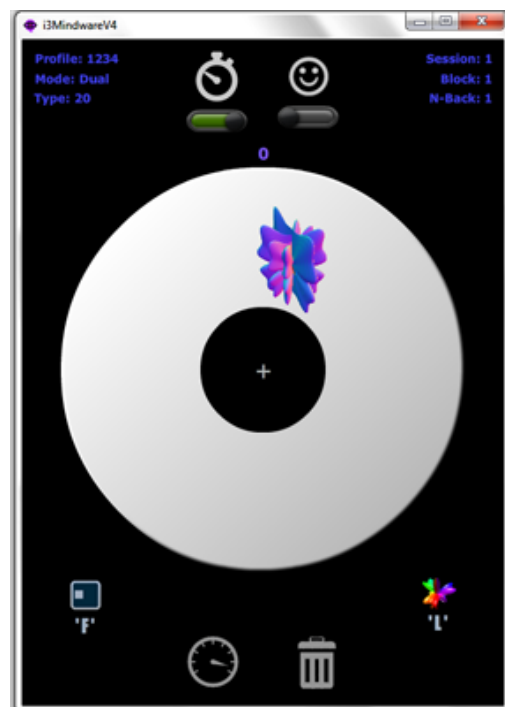 i3MindwareV4
Profile: 1234
Mode: Dual
Type: 20
Session: 1
Block: 1
N-Back: 1
0
'F'
'L'